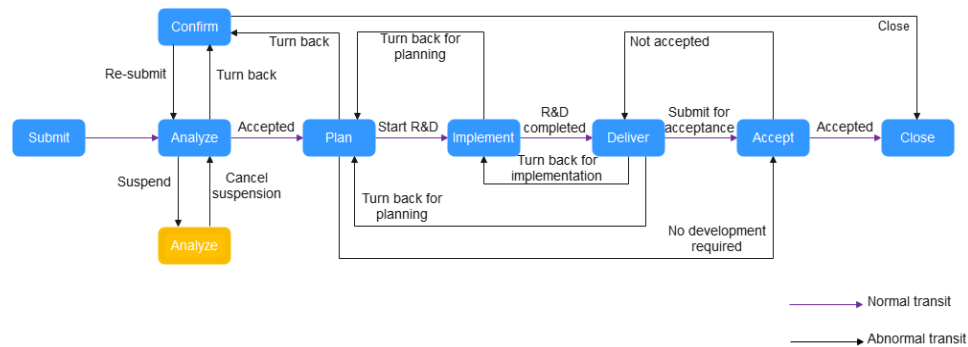 Confirm
Close
Turn back
Turn back for
planning
Not accepted
Re-submit
Turn back
Submit
Analyze
Accepted
Plan
Start R&D
Implement
R&D
completed
Deliver
Submit for
acceptance
Accept
Accepted
Close
Suspend
Cancel
suspension
Turn back for
implementation
Turn back for
planning
No development
required
Analyze
Normal transit
Abnormal transit